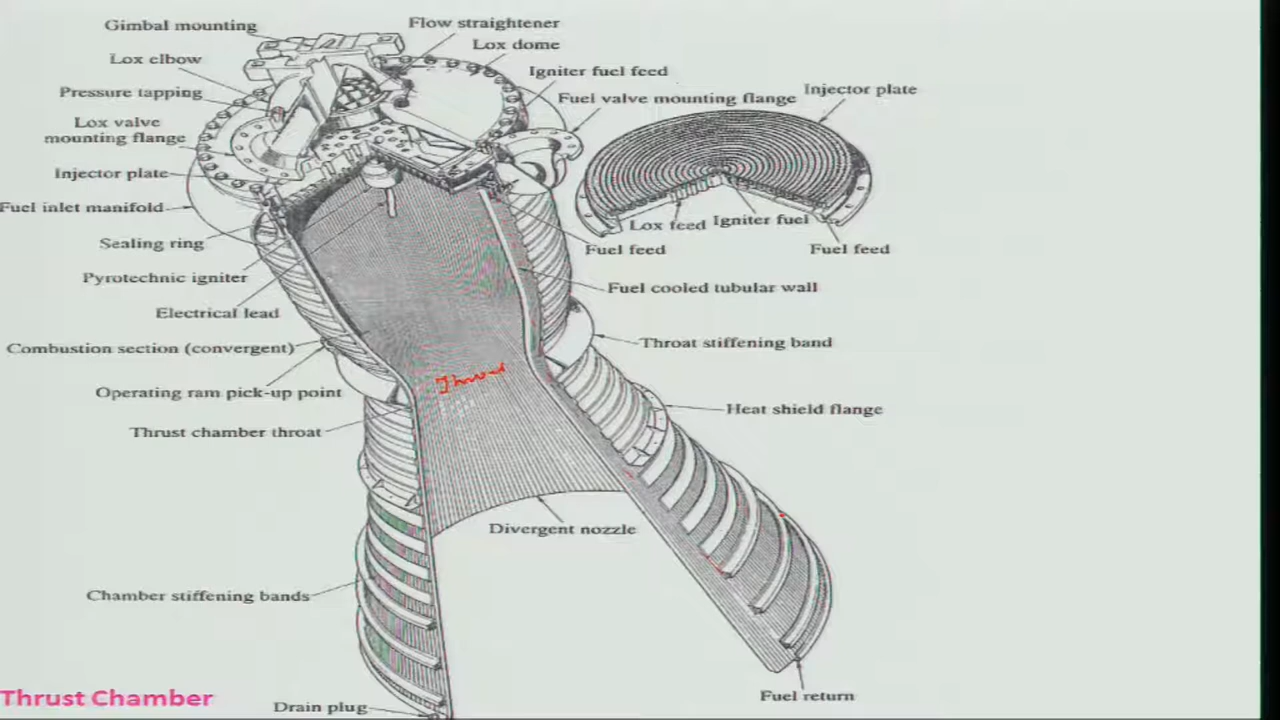 Gimbal mounting
Flow straightener
Lox dome
Lox elbow
Igniter fuel feed
Pressure tapping
Fuel valve mounting flange
Injector plate
Lox valve
mounting flange
Injector plate
Fuel inlet manifold
Lox feed
Igniter fuel
Sealing ring
Fuel feed
Fuel feed
Pyrotechnic igniter
Fuel cooled tubular wall
Electrical lead
Throat stiffening band
Combustion section (convergent)
Operating ram pick-up point
Heat shield flange
Thrust chamber throat
Divergent nozzle
Chamber stiffening bands
Fuel return
Thrust Chamber
Drain plug